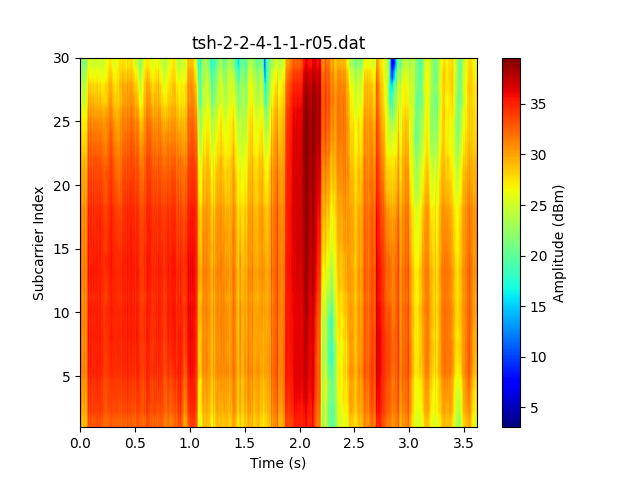 tsh-2-2-4-1-1-r05.dat
30
25
20
15
10
5
Subcarrier Index
0.0 0.5 1.0 1.5 2.0 2.5 3.0 3.5
Time (s)
35
30
25
20
15
10
5
Amplitude (dBm)